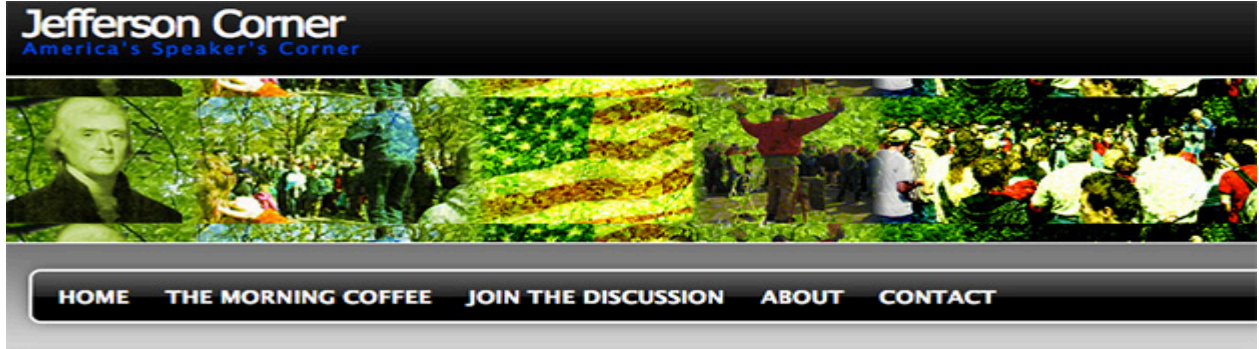 Jefferson Corner
America's Speaker's Corner
HOME THE MORNING COFFEE JOIN THE DISCUSSION ABOUT CONTACT